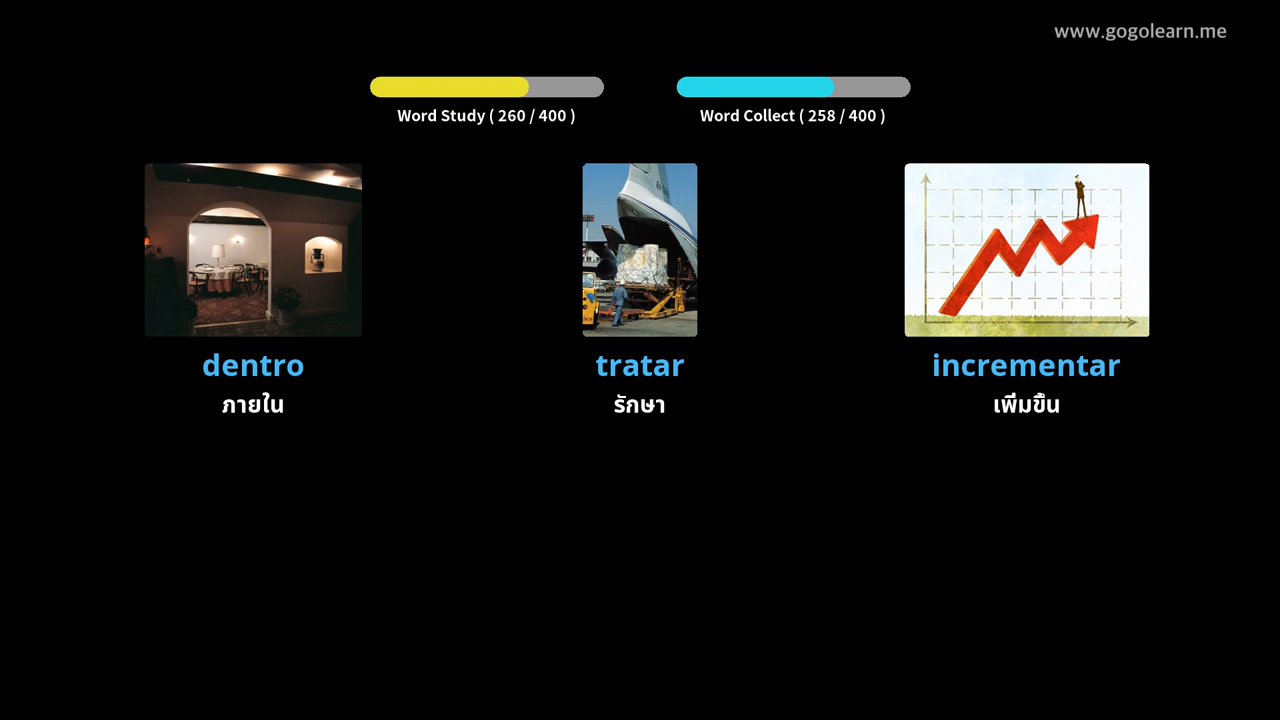 www.gogolearn.me
Word Study ( 260 / 400 )
Word Collect ( 258 / 400 )
dentro
tratar
incrementar
ภายใน
รักษา
เพิ่มขึ้น